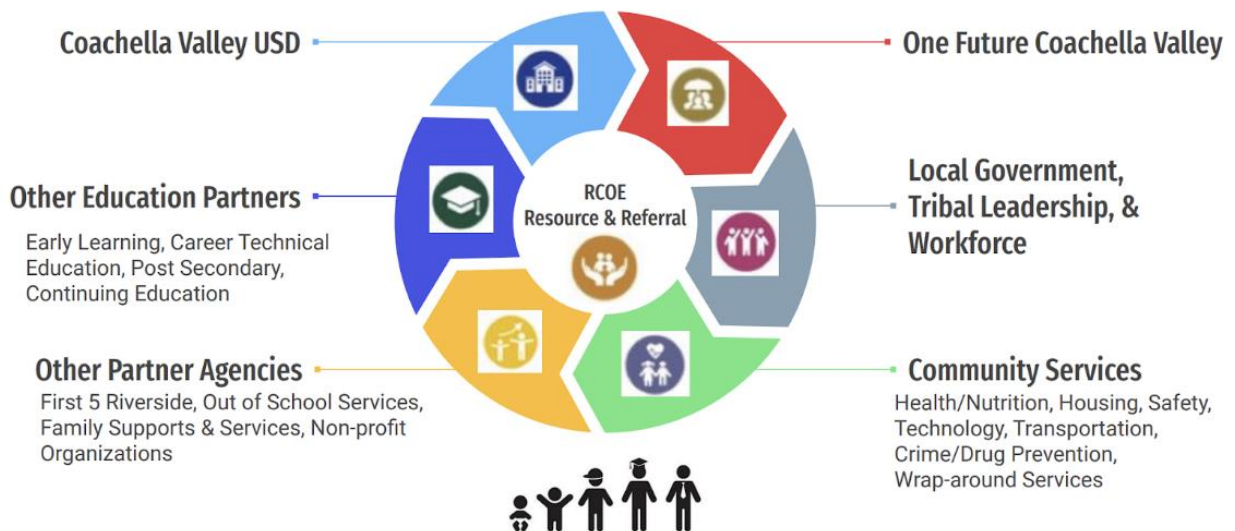 Coachella Valley USD
One Future Coachella Valley
Other Education Partners
Early Learning, Career Technical
Education, Post Secondary,
Continuing Education
RCOE
Resource & Referral
Local Government,
Tribal Leadership, &
Workforce
Other Partner Agencies
First 5 Riverside, Out of School Services,
Family Supports & Services, Non-profit
Organizations
Community Services
Health/Nutrition, Housing, Safety,
Technology, Transportation,
Crime/Drug Prevention,
Wrap-around Services